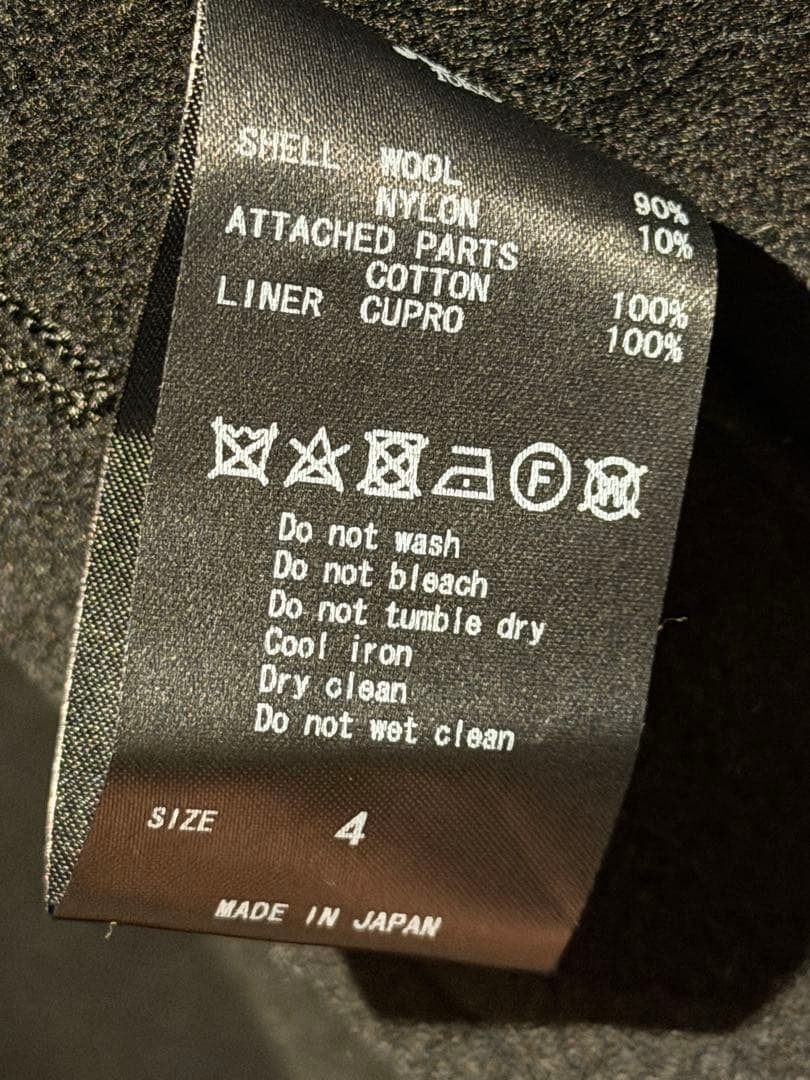 SHELL WOOL 90%
NYLON 10%
ATTACHED PARTS
COTTON 100%
LINER CUPRO 100%
F
W
Do not wash
Do not bleach
Do not tumble dry
Cool iron
Dry clean
Do not wet clean
SIZE 4
MADE IN JAPAN